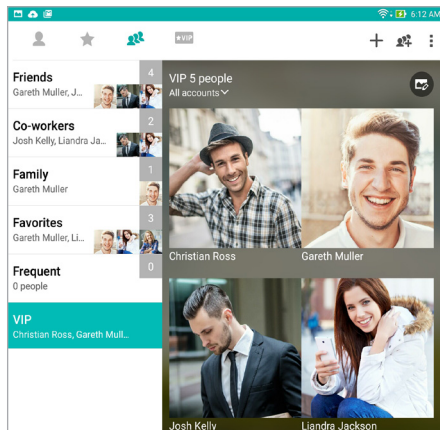 6:12 AM
VIP
Friends
4
Gareth Muller, J...
Co-workers
2
Josh Kelly, Liandra Ja...
Family
1
Gareth Muller
Favorites
3
Gareth Muller, Li...
Frequent
0
0 people
VIP
Christian Ross, Gareth Mull...
VIP 5 people
All accounts
Christian Ross
Gareth Muller
Josh Kelly
Liandra Jackson